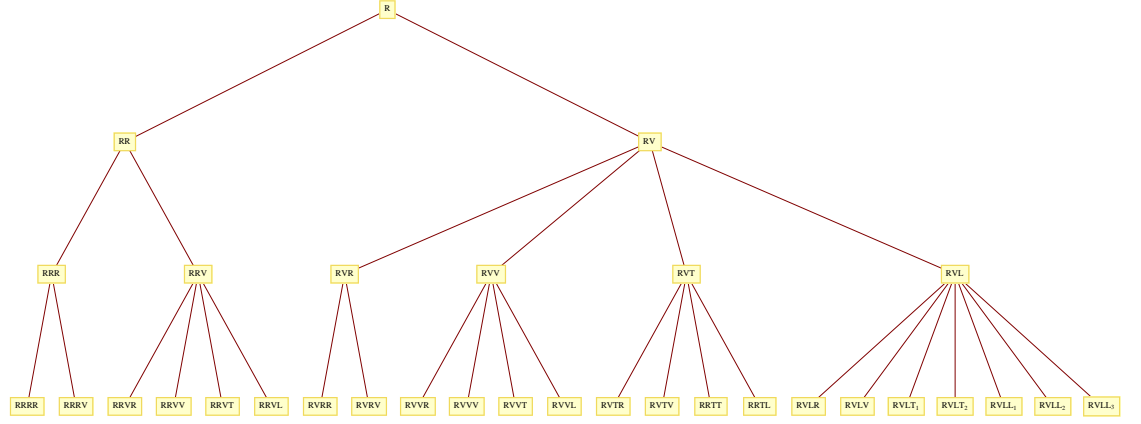 R
RR RV
RRR RRV RVR RVV RVT RVL
RRRR RRRV RRVR RRVV RRVT RRVL RVRR RVRV RVVR RVVV RVVT RVVL RVTR RVTV RRTT RRTL RVLR RVLV RVLT₁ RVLT₂ RVLL₁ RVLL₂ RVLL₃